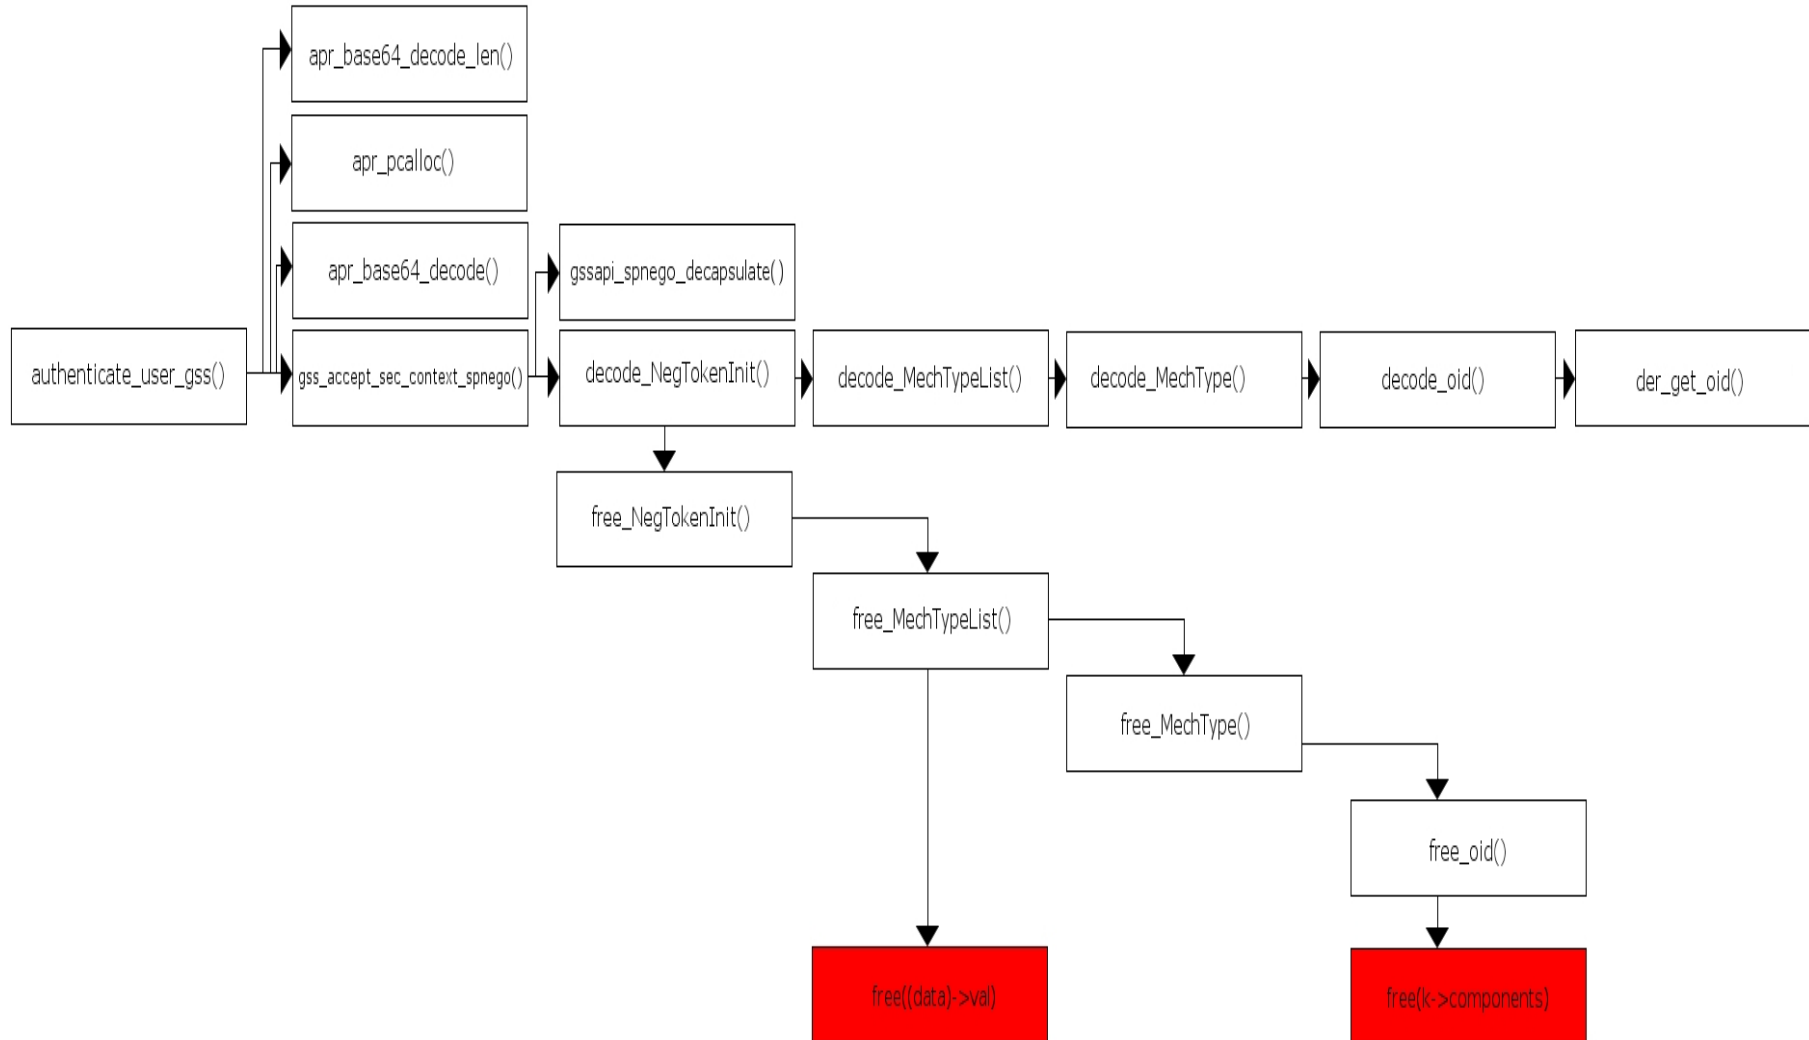 apr_base64_decode_len()
apr_pcalloc()
apr_base64_decode()
gssapi_spnego_decapsulate()
authenticate_user_gss()
gss_accept_sec_context_spnego()
decode_NegTokenInit()
decode_MechTypeList()
decode_MechType()
decode_oid()
der_get_oid()
free_NegTokenInit()
free_MechTypeList()
free_MechType()
free_oid()
free((data)->val)
free(k->components)